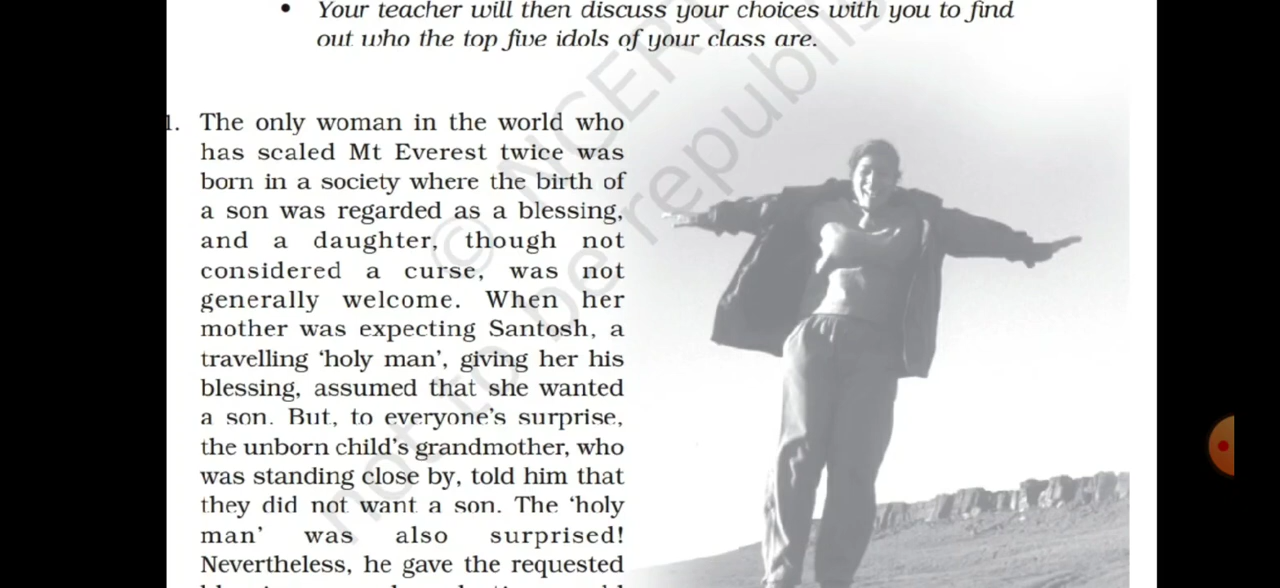 • Your teacher will then discuss your choices with you to find
out who the top five idols of your class are.
1. The only woman in the world who
has scaled Mt Everest twice was
born in a society where the birth of
a son was regarded as a blessing,
and a daughter, though not
considered a curse, was not
generally welcome. When her
mother was expecting Santosh, a
travelling ‘holy man’, giving her his
blessing, assumed that she wanted
a son. But, to everyone’s surprise,
the unborn child’s grandmother, who
was standing close by, told him that
they did not want a son. The ‘holy
man’ was also surprised!
Nevertheless, he gave the requested
© NCERT
not to be republis